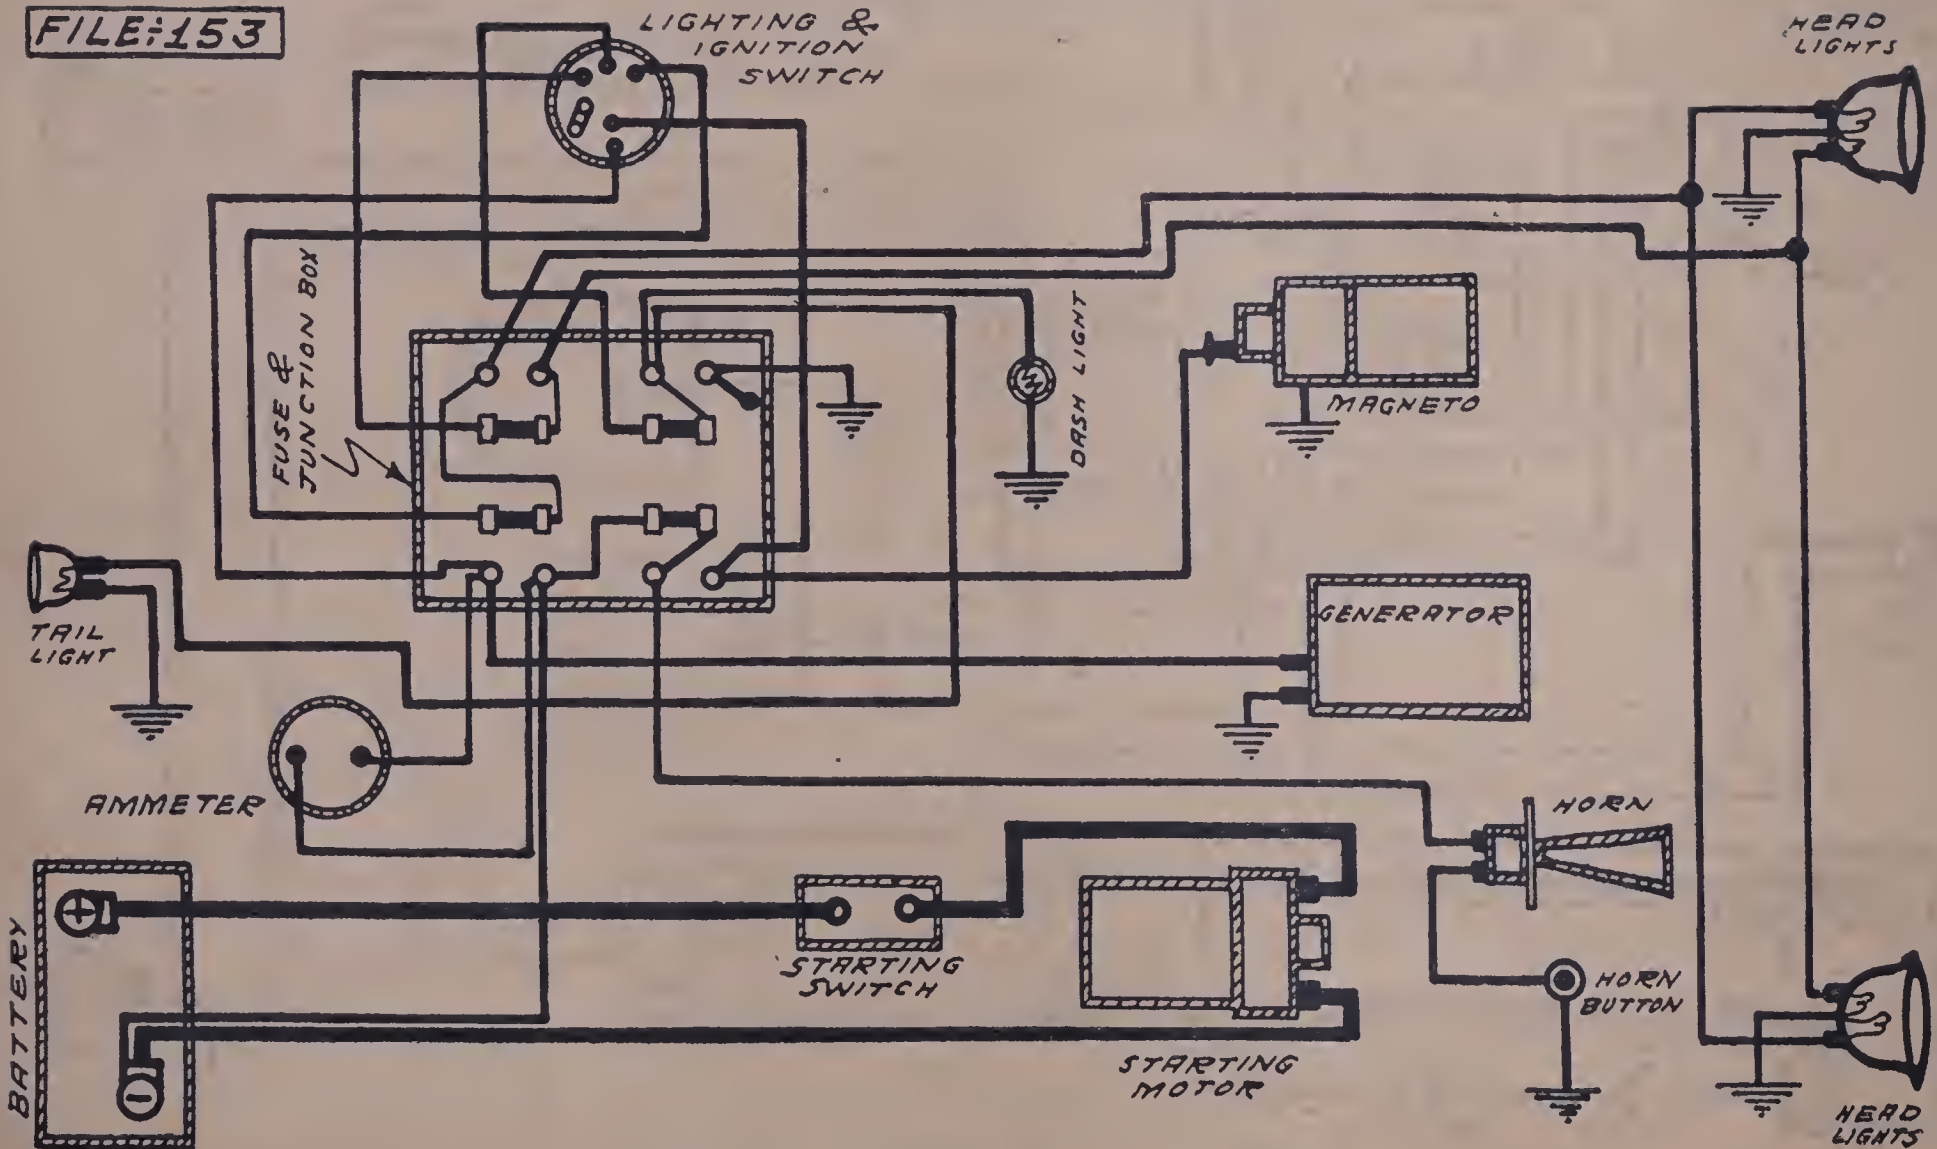 FILE:153
LIGHTING &
IGNITION
SWITCH
HEAD
LIGHTS
FUSE &
JUNCTION BOX
DASH LIGHT
MAGNETO
GENERATOR
TAIL
LIGHT
AMMETER
HORN
BATTERY
+
-
STARTING
SWITCH
HORN
BUTTON
STARTING
MOTOR
HEAD
LIGHTS